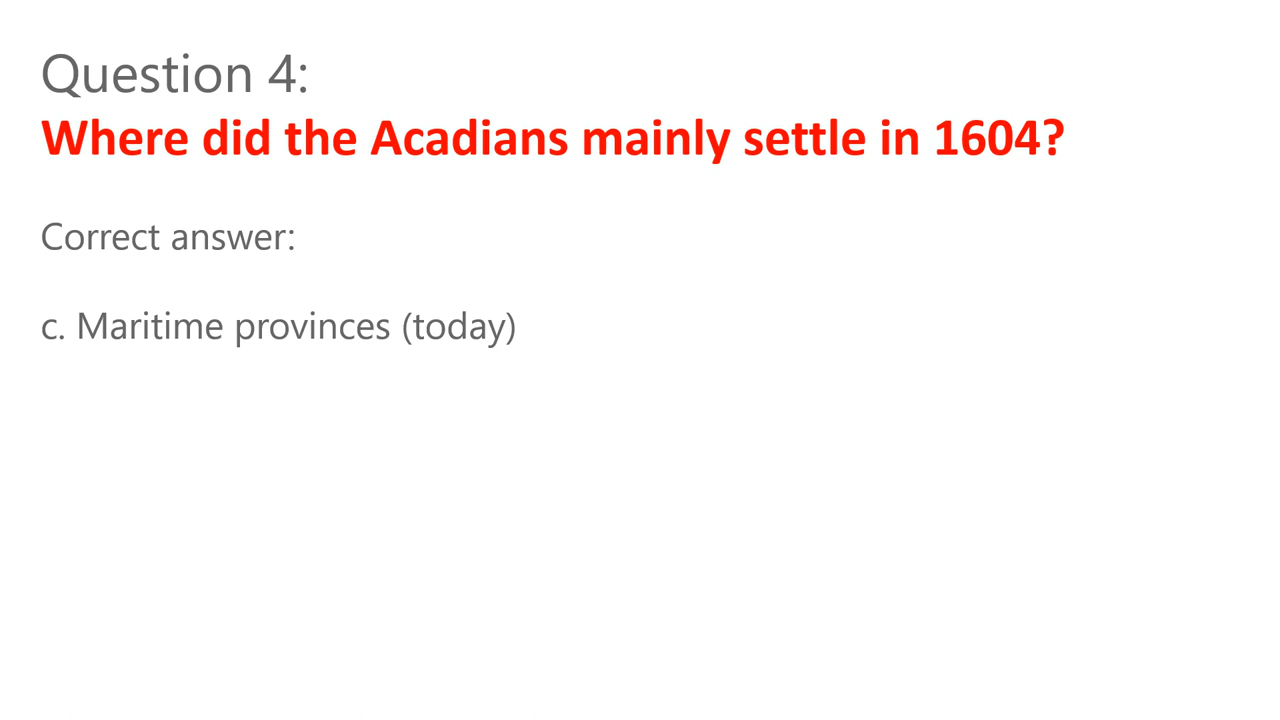 Question 4:
Where did the Acadians mainly settle in 1604?
Correct answer:
c. Maritime provinces (today)